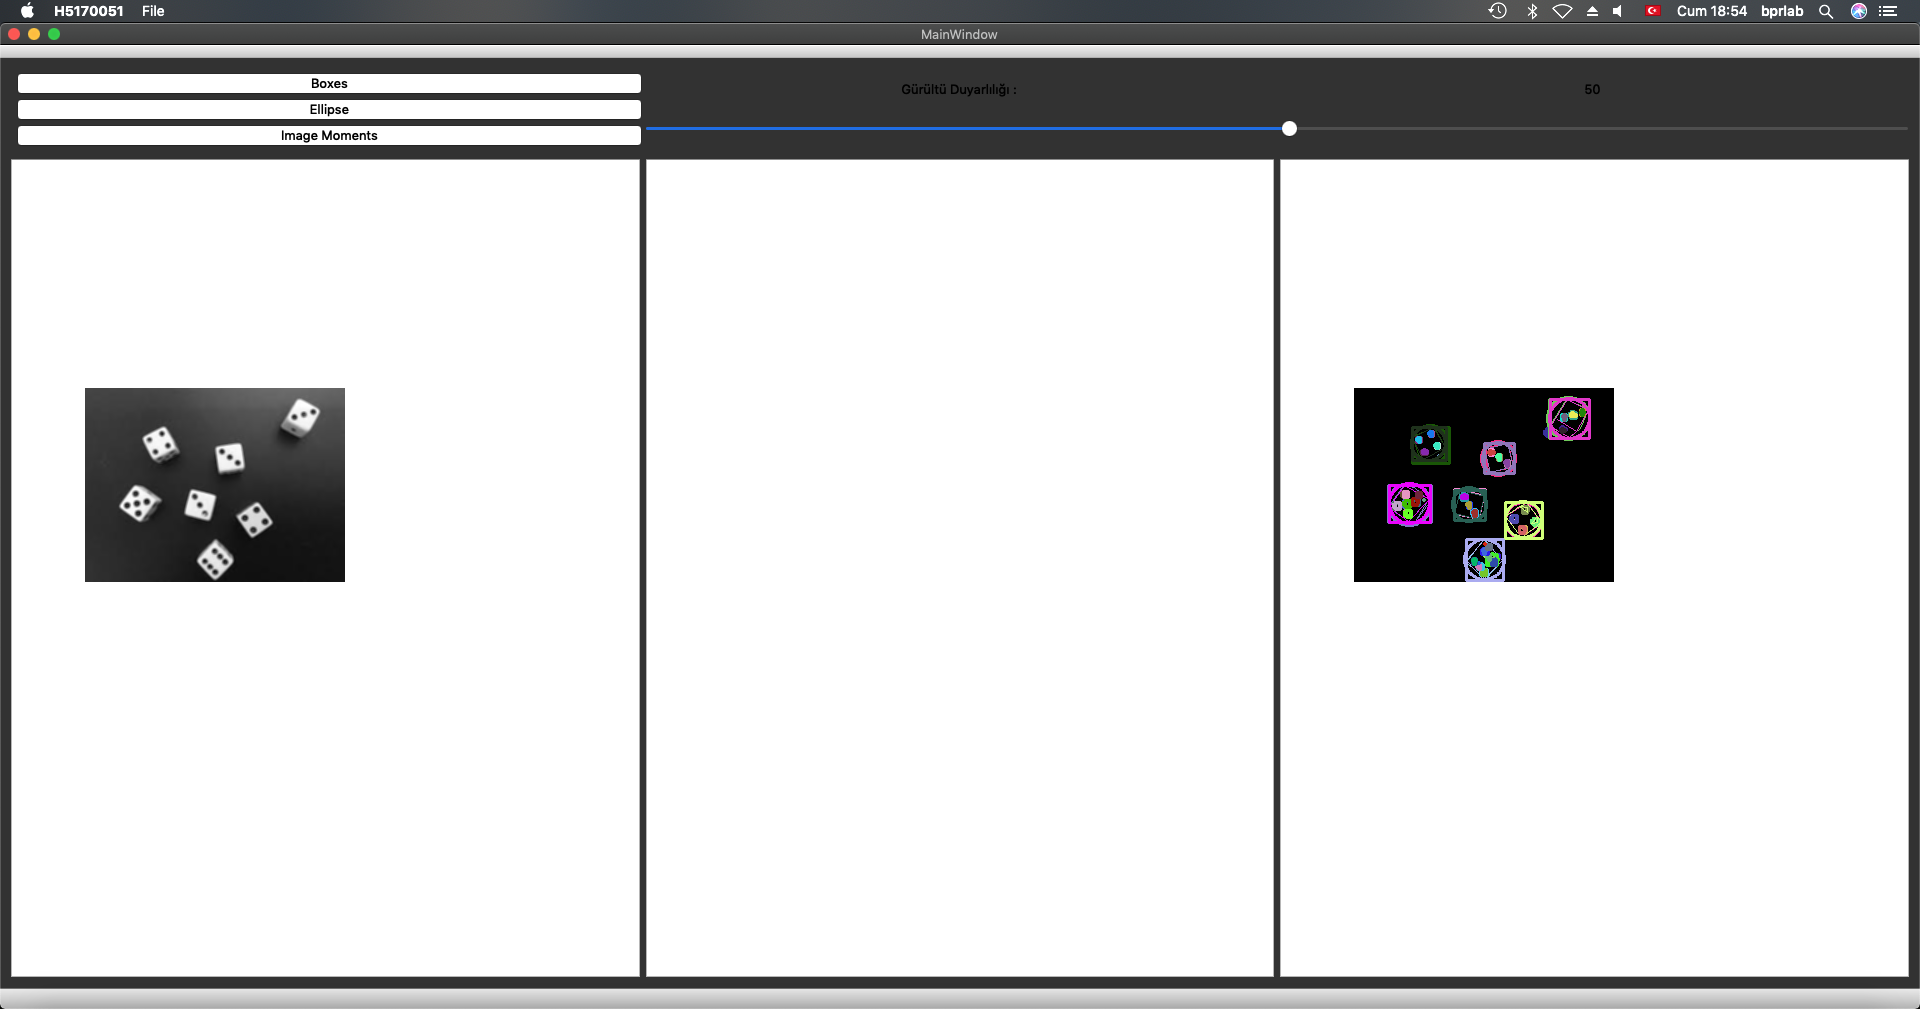 H5170051 File Cum 18:54 bprlab
MainWindow
Boxes
Ellipse
Image Moments
Gürültü Duyarlılığı : 50